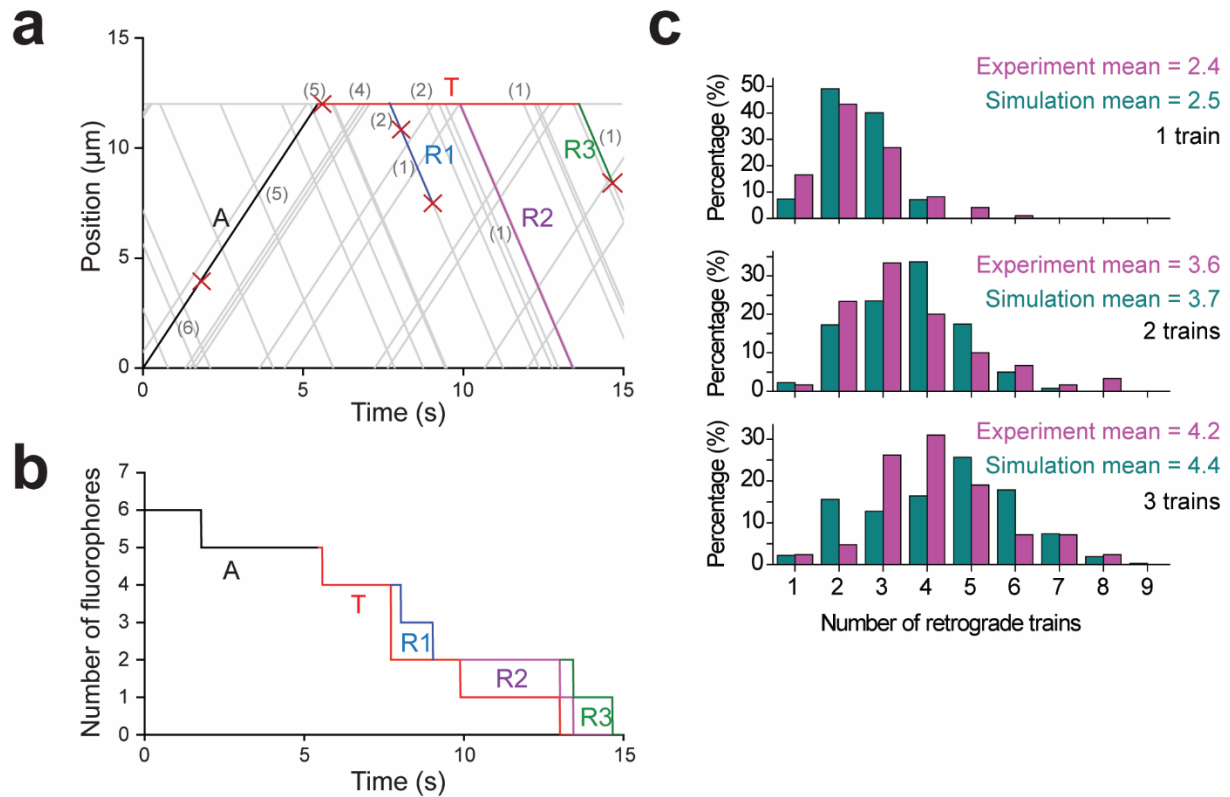 a
15
10
5
0
Position (µm)
(5)
(4)
(2)
T
(1)
(2)
R1
(1)
R3
(1)
(5)
A
R2
(1)
(6)
0
5
10
15
Time (s)
b
7
6
5
4
3
2
1
0
Number of fluorophores
A
T
R1
R2
R3
0
5
10
15
Time (s)
c
Experiment mean = 2.4
Simulation mean = 2.5
1 train
50
40
30
20
10
0
Percentage (%)
Experiment mean = 3.6
Simulation mean = 3.7
2 trains
30
20
10
0
Percentage (%)
Experiment mean = 4.2
Simulation mean = 4.4
3 trains
30
20
10
0
Percentage (%)
1 2 3 4 5 6 7 8 9
Number of retrograde trains